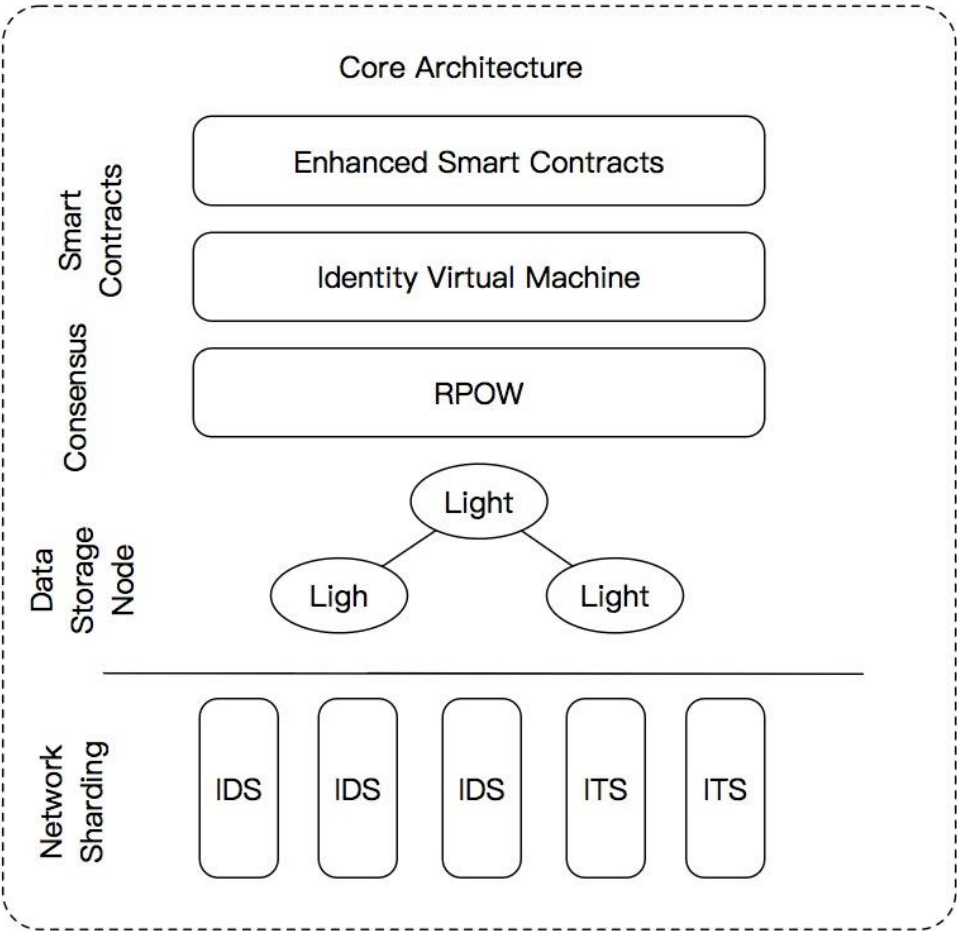 Core Architecture
Smart
Contracts
Enhanced Smart Contracts
Identity Virtual Machine
Consensus
RPOW
Data
Storage
Node
Light
Ligh
Light
Network
Sharding
IDS
IDS
IDS
ITS
ITS